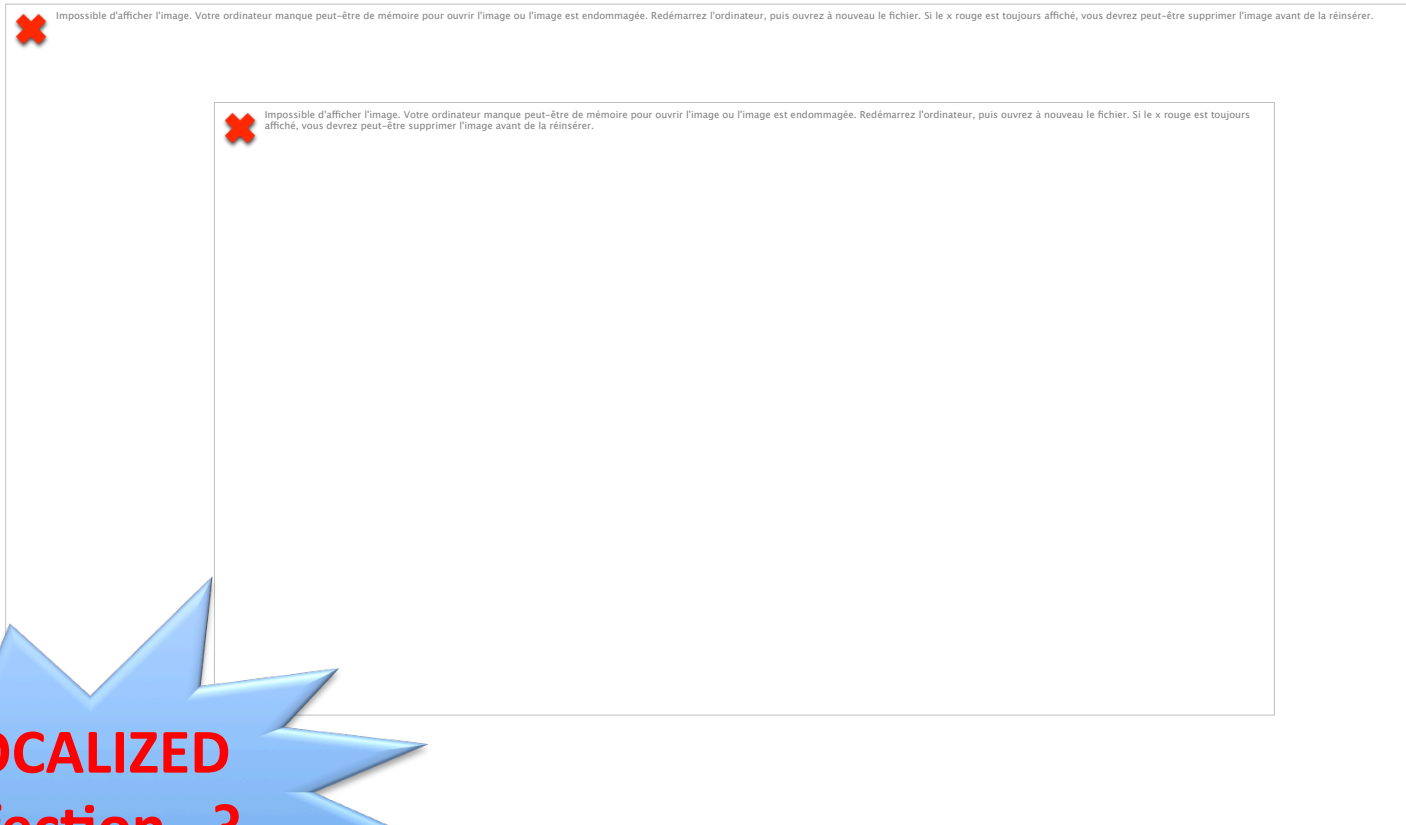 Impossible d'afficher l'image. Votre ordinateur manque peut-être de mémoire pour ouvrir l'image ou l'image est endommagée. Redémarrez l'ordinateur, puis ouvrez à nouveau le fichier. Si le x rouge est toujours affiché, vous devrez peut-être supprimer l'image avant de la réinsérer.
Impossible d'afficher l'image. Votre ordinateur manque peut-être de mémoire pour ouvrir l'image ou l'image est endommagée. Redémarrez l'ordinateur, puis ouvrez à nouveau le fichier. Si le x rouge est toujours
affiché, vous devrez peut-être supprimer l'image avant de la réinsérer.
OCALIZED
fection ?